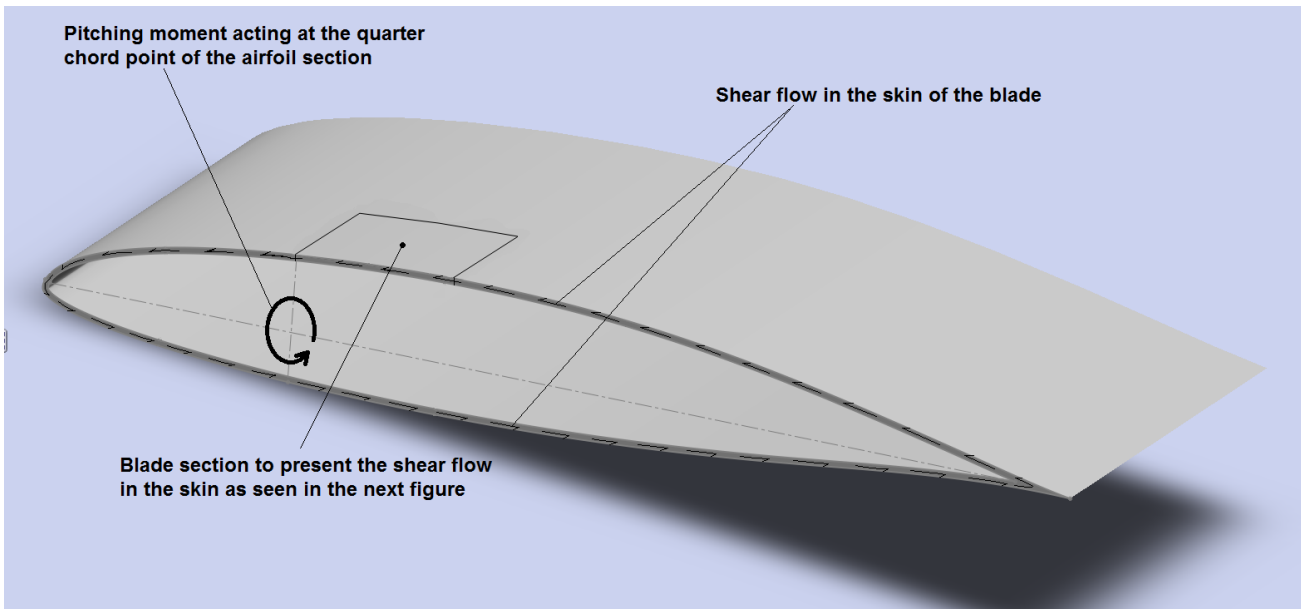 Pitching moment acting at the quarter
chord point of the airfoil section
Shear flow in the skin of the blade
Blade section to present the shear flow
in the skin as seen in the next figure